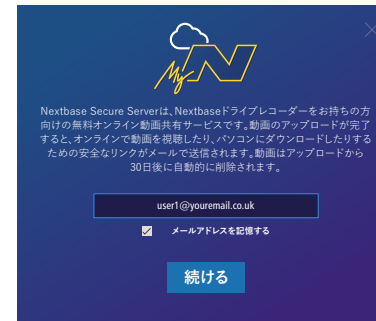 My N
Nextbase Secure Serverは、Nextbaseドライブレコーダーをお持ちの方
向けの無料オンライン動画共有サービスです。動画のアップロードが完了
すると、オンラインで動画を視聴したり、パソコンにダウンロードしたりする
ための安全なリンクがメールで送信されます。動画はアップロードから
30日後に自動的に削除されます。
user1@youremail.co.uk
メールアドレスを記憶する
続ける